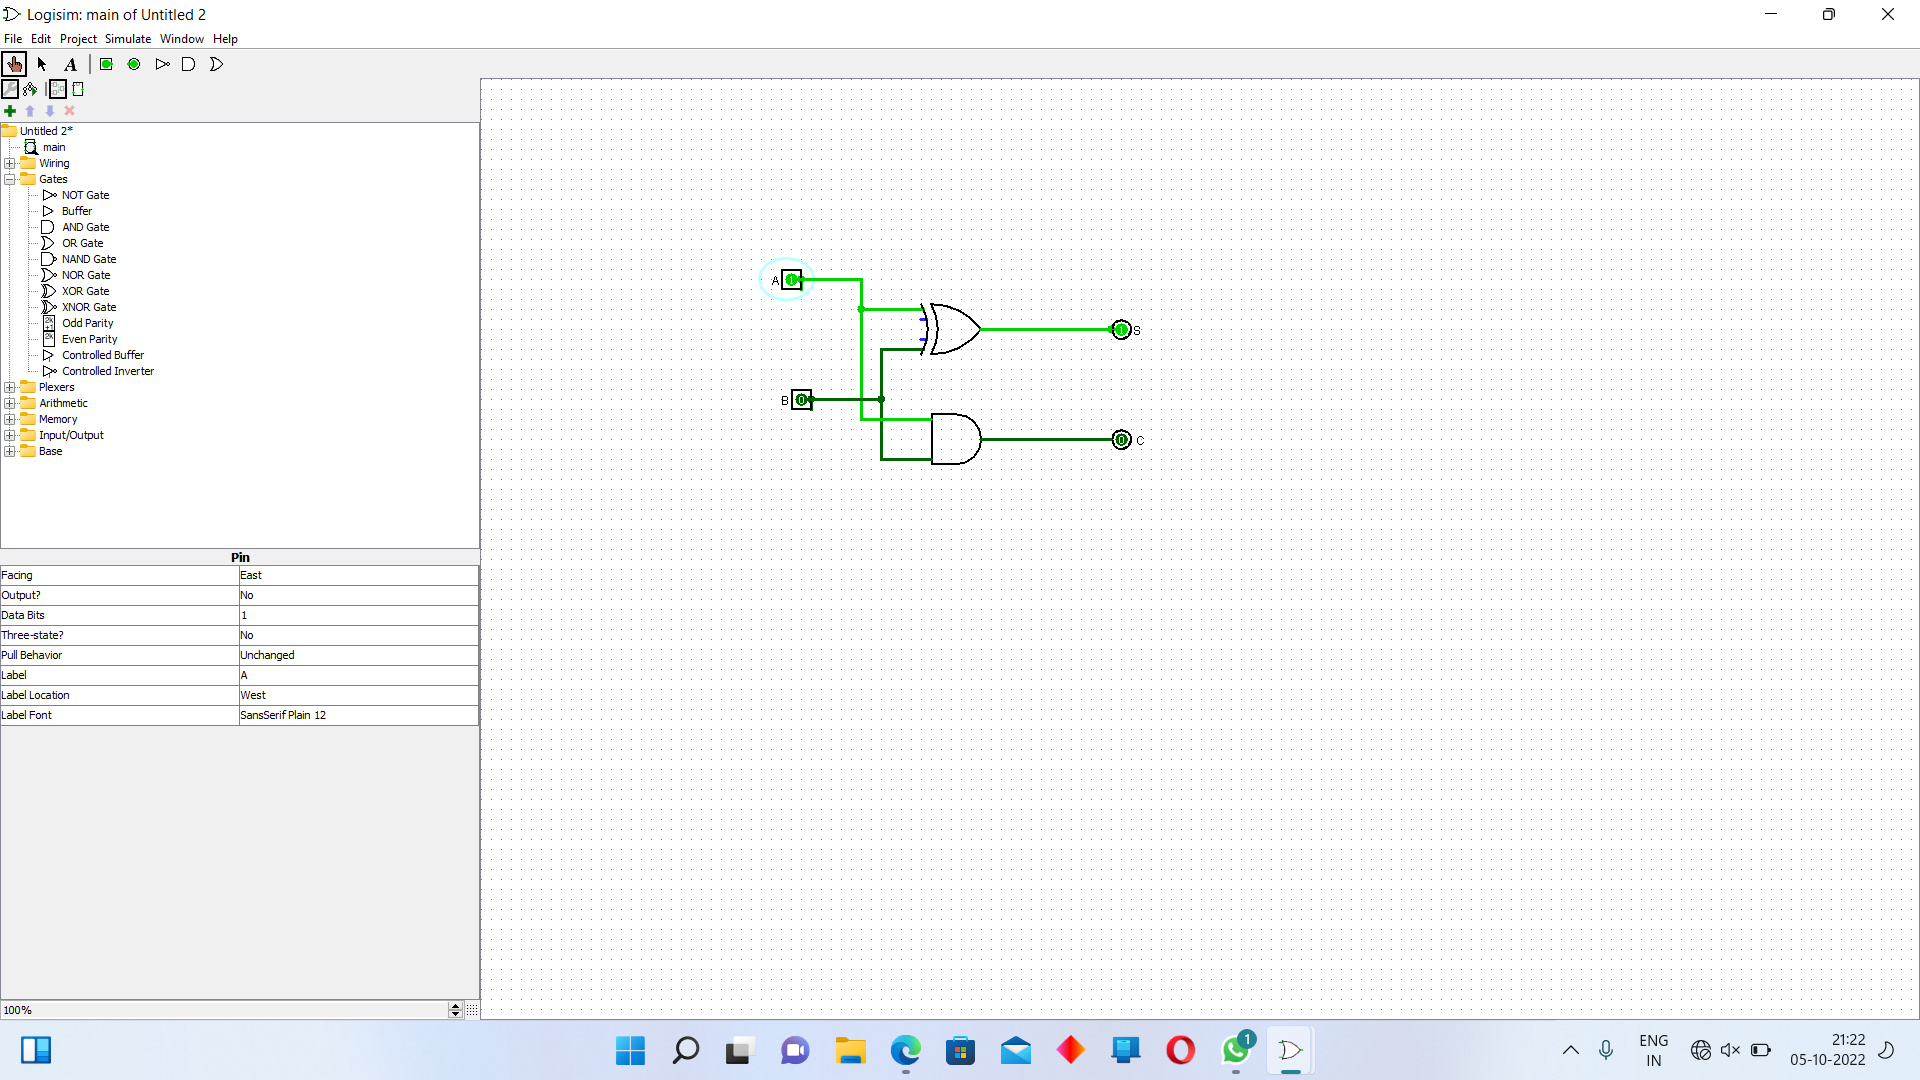 Logisim: main of Untitled 2
File Edit Project Simulate Window Help
A
Untitled 2*
main
Wiring
Gates
NOT Gate
Buffer
AND Gate
OR Gate
NAND Gate
NOR Gate
XOR Gate
XNOR Gate
Odd Parity
Even Parity
Controlled Buffer
Controlled Inverter
Plexers
Arithmetic
Memory
Input/Output
Base
Pin
Facing East
Output? No
Data Bits 1
Three-state? No
Pull Behavior Unchanged
Label A
Label Location West
Label Font SansSerif Plain 12
100%
A 1
1 S
B 0
0 C
1
ENG
IN
21:22
05-10-2022